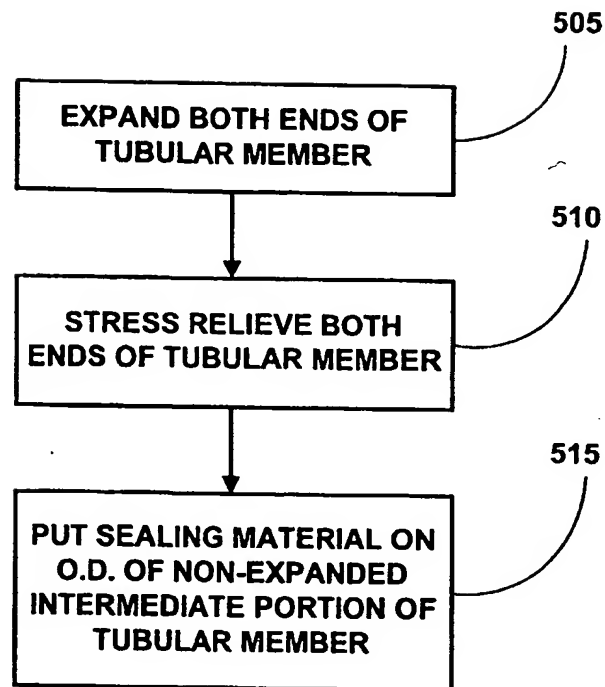 505
EXPAND BOTH ENDS OF
TUBULAR MEMBER
510
STRESS RELIEVE BOTH
ENDS OF TUBULAR MEMBER
515
PUT SEALING MATERIAL ON
O.D. OF NON-EXPANDED
INTERMEDIATE PORTION OF
TUBULAR MEMBER